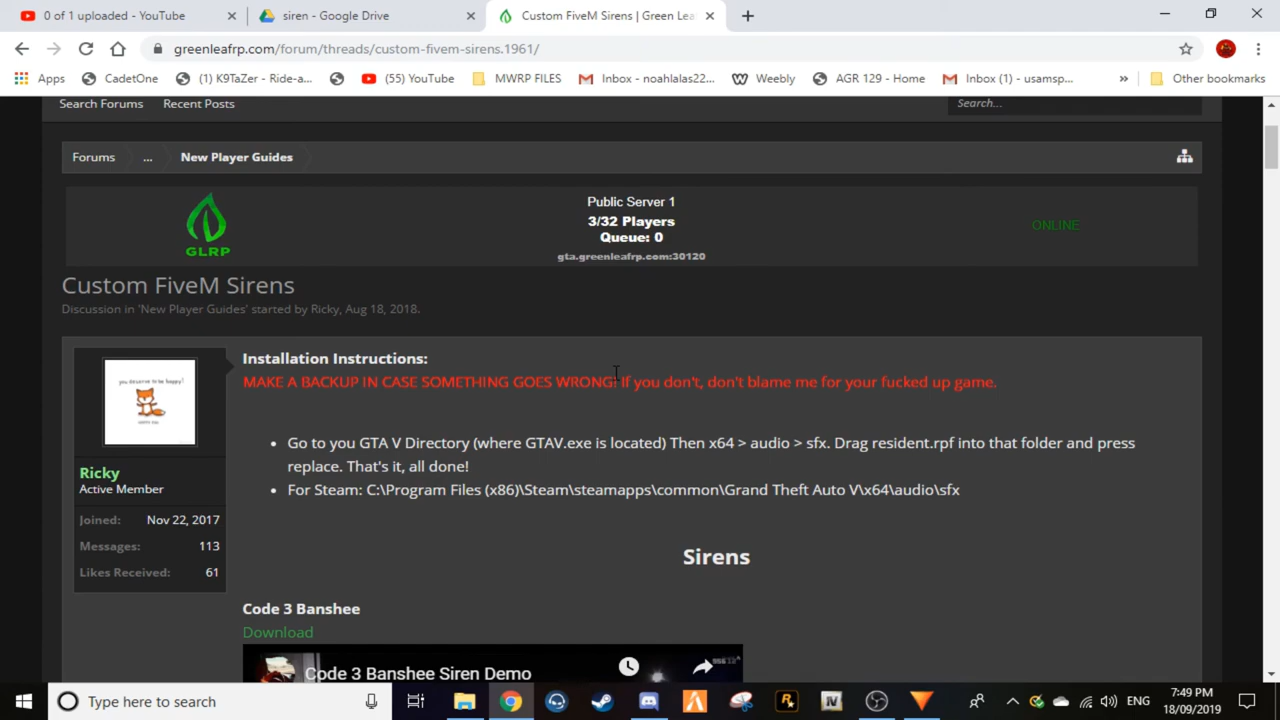 0 of 1 uploaded - YouTube
siren - Google Drive
Custom FiveM Sirens | Green Lea
greenleafrp.com/forum/threads/custom-fivem-sirens.1961/
Apps CadetOne (1) K9TaZer - Ride-a... (55) YouTube MWRP FILES Inbox - noahlalas22... Weebly AGR 129 - Home Inbox (1) - usamsp... » Other bookmarks
Search Forums Recent Posts Search...
Forums ... New Player Guides
Public Server 1
3/32 Players
Queue: 0
gta.greenleafrp.com:30120
GLRP
ONLINE
Custom FiveM Sirens
Discussion in 'New Player Guides' started by Ricky, Aug 18, 2018.
you deserve to be happy!
Ricky
Active Member
Joined: Nov 22, 2017
Messages: 113
Likes Received: 61
Installation Instructions:
MAKE A BACKUP IN CASE SOMETHING GOES WRONG! If you don't, don't blame me for your fucked up game.
• Go to you GTA V Directory (where GTAV.exe is located) Then x64 > audio > sfx. Drag resident.rpf into that folder and press
replace. That's it, all done!
• For Steam: C:\Program Files (x86)\Steam\steamapps\common\Grand Theft Auto V\x64\audio\sfx
Sirens
Code 3 Banshee
Download
Code 3 Banshee Siren Demo
Type here to search
ENG
7:49 PM
18/09/2019